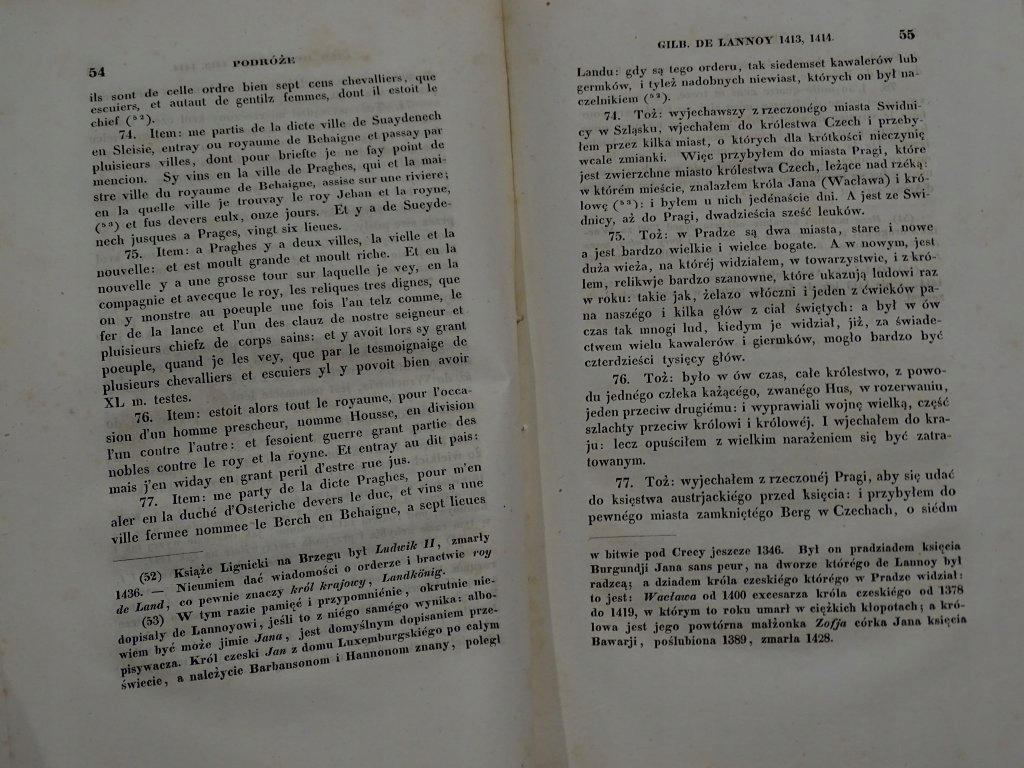 54
PODRÓŻE
ils sont de celle ordre bien sept cens chevalliers, que
escuiers, et autaut de gentilz femmes, dont il estoit le
chief (⁵²).
74. Item: me partis de la dicte ville de Suaydenech
en Sleisie, entray ou royaume de Behaigne et passay par
pluisieurs villes, dont pour briefte je ne fay point de
mencion. Sy vins en la ville de Praghes, qui et la mai-
stre ville du royaume de Behaigne, assise sur une riviere;
en la quelle ville je trouvay le roy Jehan et la royne,
(⁵³) et fus devers eulx, onze jours. Et y a de Sueyde-
nech jusques a Prages, vingt six lieues.
75. Item: a Praghes y a deux villes, la vielle et la
nouvelle: et est moult grande et moult riche. Et en la
nouvelle y a une grosse tour sur laquelle je vey, en la
compagnie et avecque le roy, les reliques tres dignes, que
on y monstre au poeuple une fois l'au telz comme, le
fer de la lance et l'un des clauz de nostre seigneur et
pluisieurs chiefz de corps sains: et y avoit lors sy grant
poeuple, quand je les vey, que par le tesmoignaige de
plusieurs chevalliers et escuiers yl y povoit bien avoir
XL m. testes.
76. Item: estoit alors tout le royaume, pour l'occa-
sion d'un homme prescheur, nomme Housse, en division
l'un contre l'autre: et fesoient guerre grant partie des
nobles contre le roy et la royne. Et entray au dit pais:
mais j'en widay en grant peril d'estre rue jus.
77. Item: me party de la dicte Praghes, pour m'en
aler en la duché d'Osteriche devers le duc, et vins a une
ville fermee nommee le Berch en Behaigne, a sept lieues
(52) Książe Lignicki na Brzegu był Ludwik II, zmarły
1436. — Nieumiem dać wiadomości o orderze i bractwie roy
de Land, co pewnie znaczy król krajowy, Landkönig.
(53) W tym razie pamięć i przypomniénie, okrutnie nie-
dopisały de Lannoyowi, jeśli to z niégo samégo wynika: albo-
wiem być może jimie Jana, jest domyślnym dopisaniem prze-
pisywacza. Król czeski Jan z domu Luxemburgskiégo po całym
świecie, a należycie Barbansonom i Hannonom znany, poległ
GILB. DE LANNOY 1413, 1414.
55
Landu: gdy są tego orderu, tak siedemset kawalerów lub
germków, i tyleż nadobnych niewiast, których on był na-
czelnikiem (⁵²).
74. Toż: wyjechawszy z rzeczonégo miasta Swidni-
cy w Szląsku, wjechałem do królestwa Czech i przeby-
łem przez kilka miast, o których dla krótkości nieczynię
wcale zmianki. Więc przybyłem do miasta Pragi, które
jest zwierzchne miasto królestwa Czech, leżące nad rzéką:
w którém mieście, znalazłem króla Jana (Wacława) i kró-
lowę (⁵³): i byłem u nich jedénaście dni. A jest ze Swi-
dnicy, aż do Pragi, dwadzieścia sześć leuków.
75. Toż: w Pradze są dwa miasta, stare i nowe
a jest bardzo wielkie i wielce bogate. A w nowym, jest
duża wieża, na któréj widziałem, w towarzystwie, i z kró-
lem, relikwje bardzo szanowne, które ukazują ludowi raz
w roku: takie jak, żelazo włóczni i jeden z ćwieków pa-
na naszégo i kilka głów z ciał świętych: a był w ów
czas tak mnogi lud, kiedym je widział, jiż, za świade-
ctwem wielu kawalerów i giermków, mogło bardzo być
czterdzieści tysięcy głów.
76. Toż: było w ów czas, całe królestwo, z powo-
du jednégo człeka każącégo, zwanégo Hus, w rozerwaniu,
jeden przeciw drugiému: i wyprawiali wojnę wielką, część
szlachty przeciw królowi i królowéj. I wjechałem do kra-
ju: lecz opuściłem z wielkim narażeniem się być zatra-
towanym.
77. Toż: wyjechałem z rzeczonéj Pragi, aby się udać
do księstwa austrjackiégo przed księcia: i przybyłem do
pewnégo miasta zamkniętégo Berg w Czechach, o siédm
w bitwie pod Crecy jeszcze 1346. Był on pradziadem księcia
Burgundji Jana sans peur, na dworze którégo de Lannoy był
radzcą; a dziadem króla czeskiégo którégo w Pradze widział:
to jest: Wacława od 1400 excesarza króla czeskiégo od 1378
do 1419, w którym to roku umarł w ciężkich kłopotach; a kró-
lowa jest jego powtórna małżonka Zofja córka Jana księcia
Bawarji, poślubiona 1389, zmarła 1428.